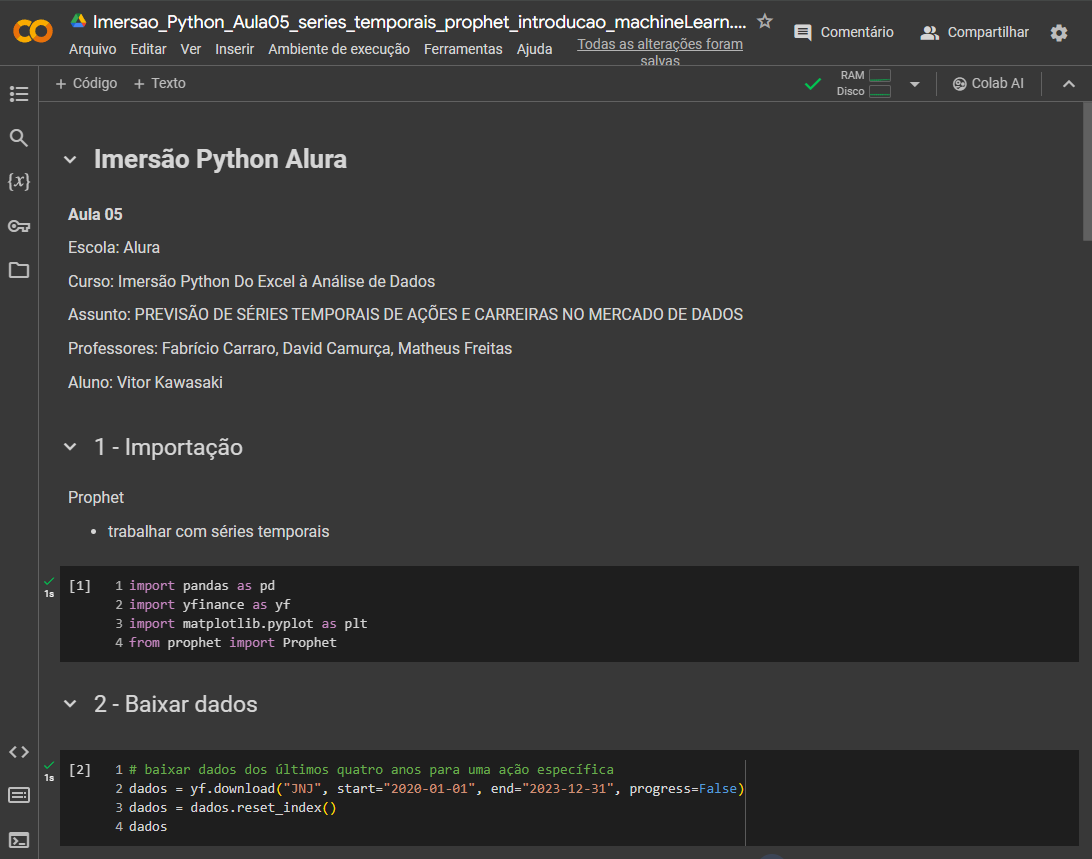 Imersao_Python_Aula05_series_temporais_prophet_introducao_machineLearn....
Arquivo Editar Ver Inserir Ambiente de execução Ferramentas Ajuda Todas as alterações foram salvas
Comentário Compartilhar
+ Código + Texto
RAM
Disco
Colab AI
{x}
Imersão Python Alura
Aula 05
Escola: Alura
Curso: Imersão Python Do Excel à Análise de Dados
Assunto: PREVISÃO DE SÉRIES TEMPORAIS DE AÇÕES E CARREIRAS NO MERCADO DE DADOS
Professores: Fabrício Carraro, David Camurça, Matheus Freitas
Aluno: Vitor Kawasaki
1 - Importação
Prophet
• trabalhar com séries temporais
1s
[1] 1 import pandas as pd
2 import yfinance as yf
3 import matplotlib.pyplot as plt
4 from prophet import Prophet
2 - Baixar dados
1s
[2] 1 # baixar dados dos últimos quatro anos para uma ação específica
2 dados = yf.download("JNJ", start="2020-01-01", end="2023-12-31", progress=False)
3 dados = dados.reset_index()
4 dados